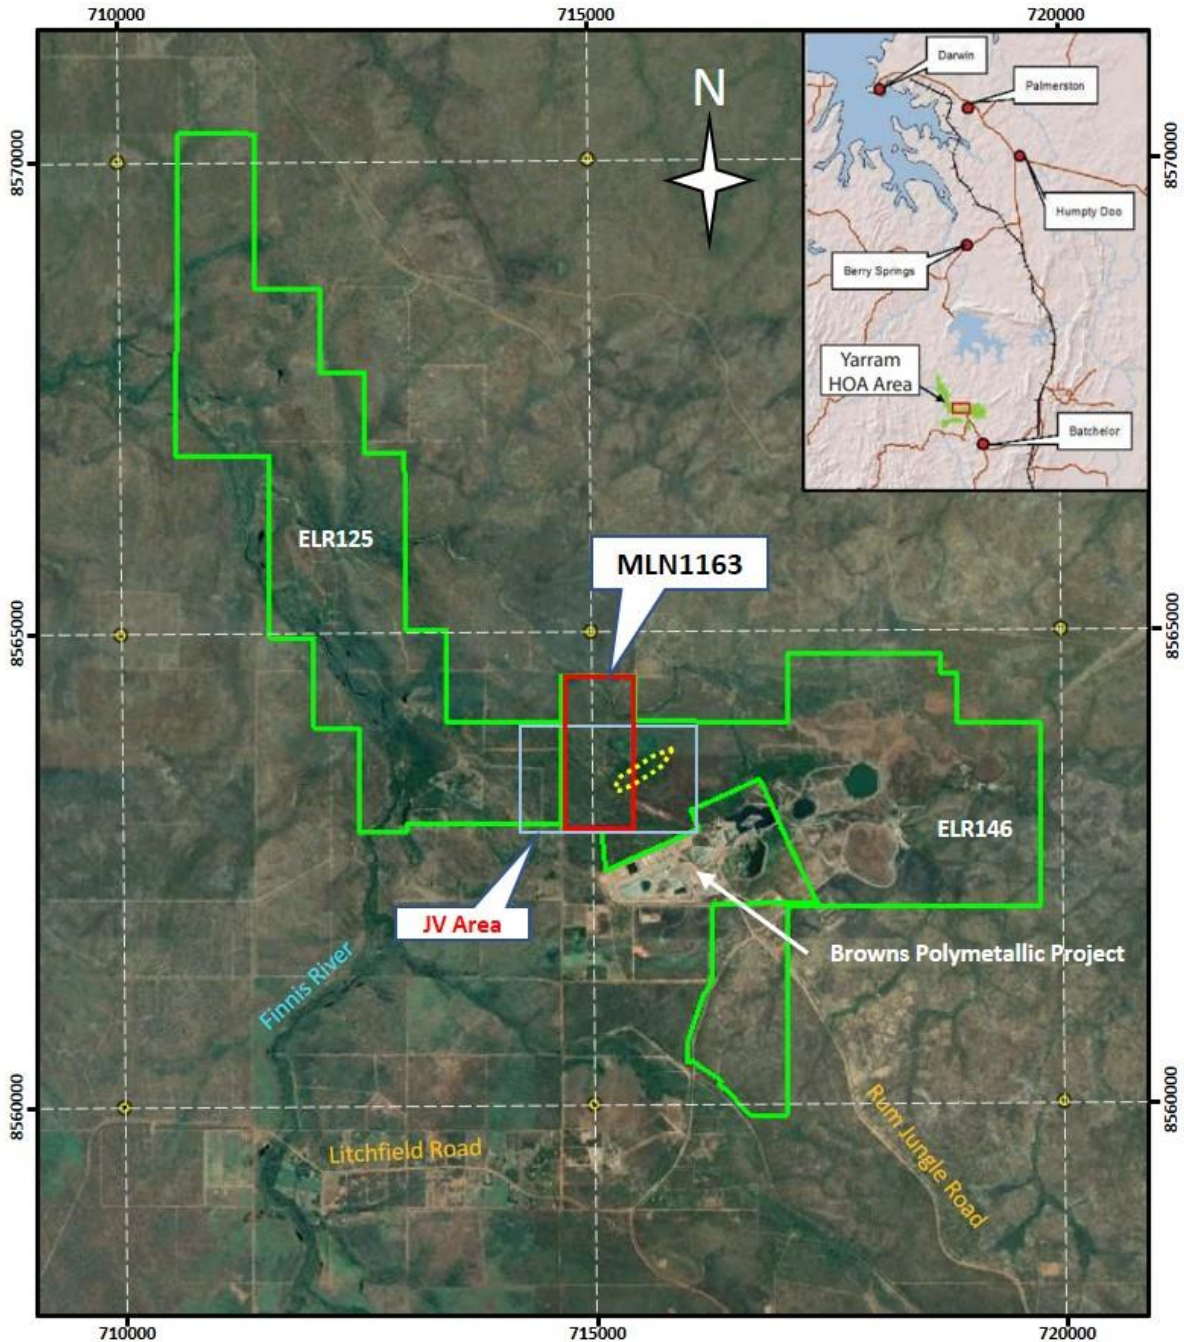 710000
715000
720000
N
Darwin
Palmerston
Humpty Doo
Berry Springs
Yarram
HOA Area
Batchelor
8570000
8570000
ELR125
MLN1163
8565000
8565000
ELR146
JV Area
Browns Polymetallic Project
Finnis River
Rum Jungle Road
8560000
8560000
Litchfield Road
710000
715000
720000